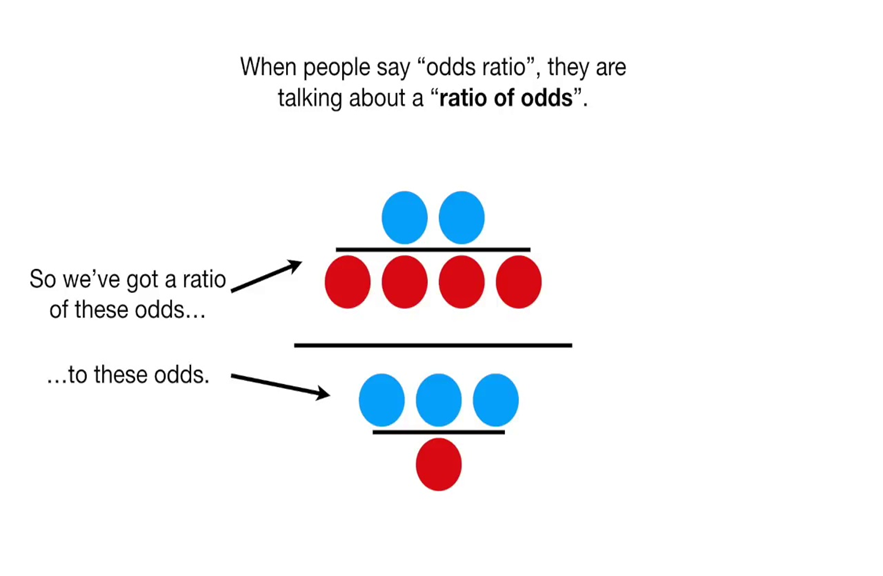 When people say “odds ratio”, they are
talking about a “ratio of odds”.
So we’ve got a ratio
of these odds…
…to these odds.